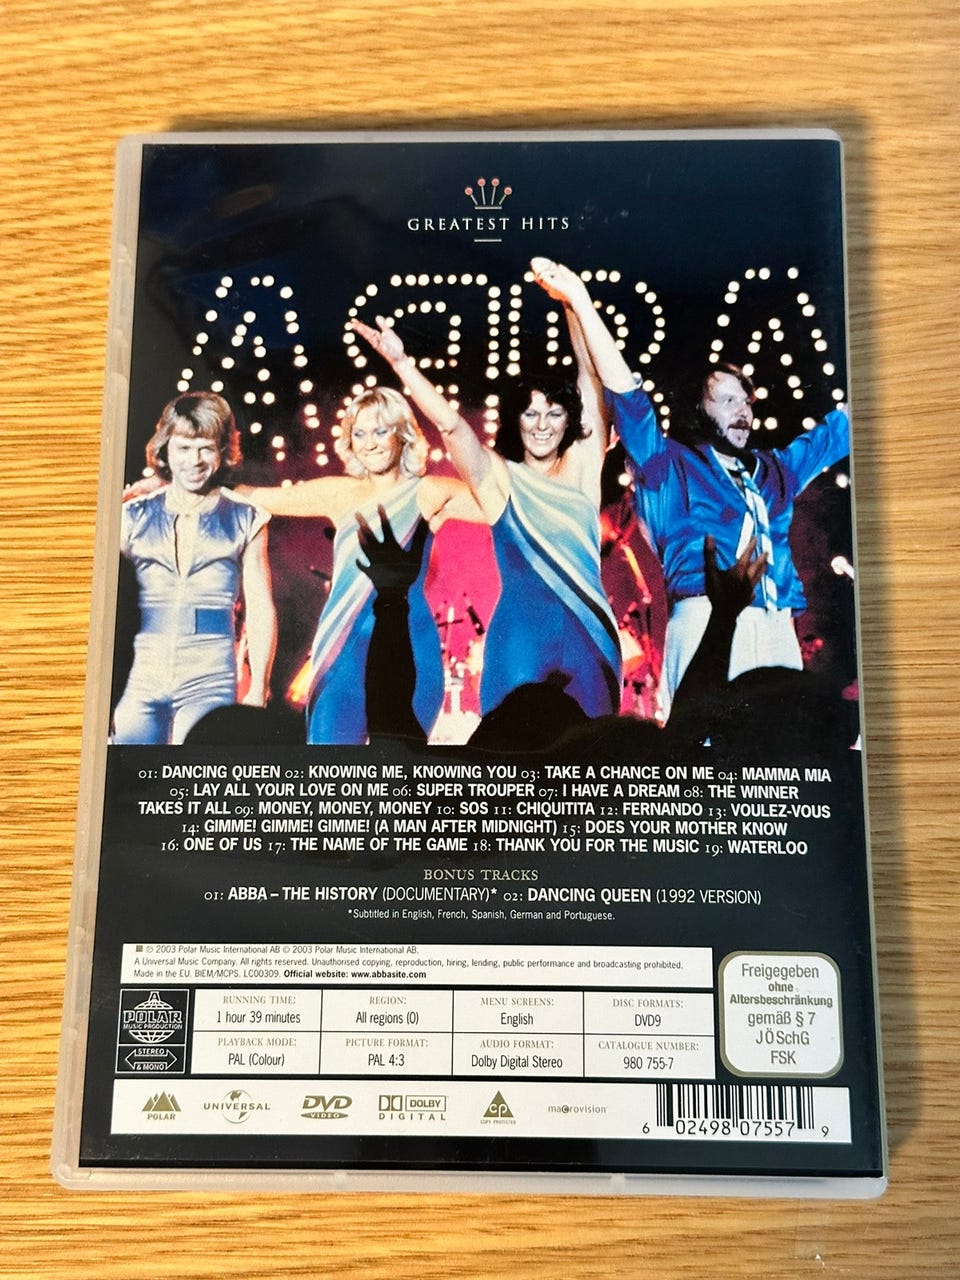 GREATEST HITS
ABBA
01: DANCING QUEEN 02: KNOWING ME, KNOWING YOU 03: TAKE A CHANCE ON ME 04: MAMMA MIA
05: LAY ALL YOUR LOVE ON ME 06: SUPER TROUPER 07: I HAVE A DREAM 08: THE WINNER
TAKES IT ALL 09: MONEY, MONEY, MONEY 10: SOS 11: CHIQUITITA 12: FERNANDO 13: VOULEZ-VOUS
14: GIMME! GIMME! GIMME! (A MAN AFTER MIDNIGHT) 15: DOES YOUR MOTHER KNOW
16: ONE OF US 17: THE NAME OF THE GAME 18: THANK YOU FOR THE MUSIC 19: WATERLOO
BONUS TRACKS
01: ABBA – THE HISTORY (DOCUMENTARY)* 02: DANCING QUEEN (1992 VERSION)
*Subtitled in English, French, Spanish, German and Portuguese.
℗ 2003 Polar Music International AB © 2003 Polar Music International AB.
A Universal Music Company. All rights reserved. Unauthorised copying, reproduction, hiring, lending, public performance and broadcasting prohibited.
Made in the EU. BIEM/MCPS. LC00309. Official website: www.abbasite.com
A
POLAR
MUSIC PRODUCTION
STEREO
& MONO
RUNNING TIME:
1 hour 39 minutes
REGION:
All regions (0)
MENU SCREENS:
English
DISC FORMATS:
DVD9
PLAYBACK MODE:
PAL (Colour)
PICTURE FORMAT:
PAL 4:3
AUDIO FORMAT:
Dolby Digital Stereo
CATALOGUE NUMBER:
980 755-7
Freigegeben
ohne
Altersbeschränkung
gemäß § 7
JÖSchG
FSK
POLAR
UNIVERSAL
DVD
VIDEO
DOLBY
DIGITAL
CP
COPY PROTECTED
macrovision
6 02498 07557 9